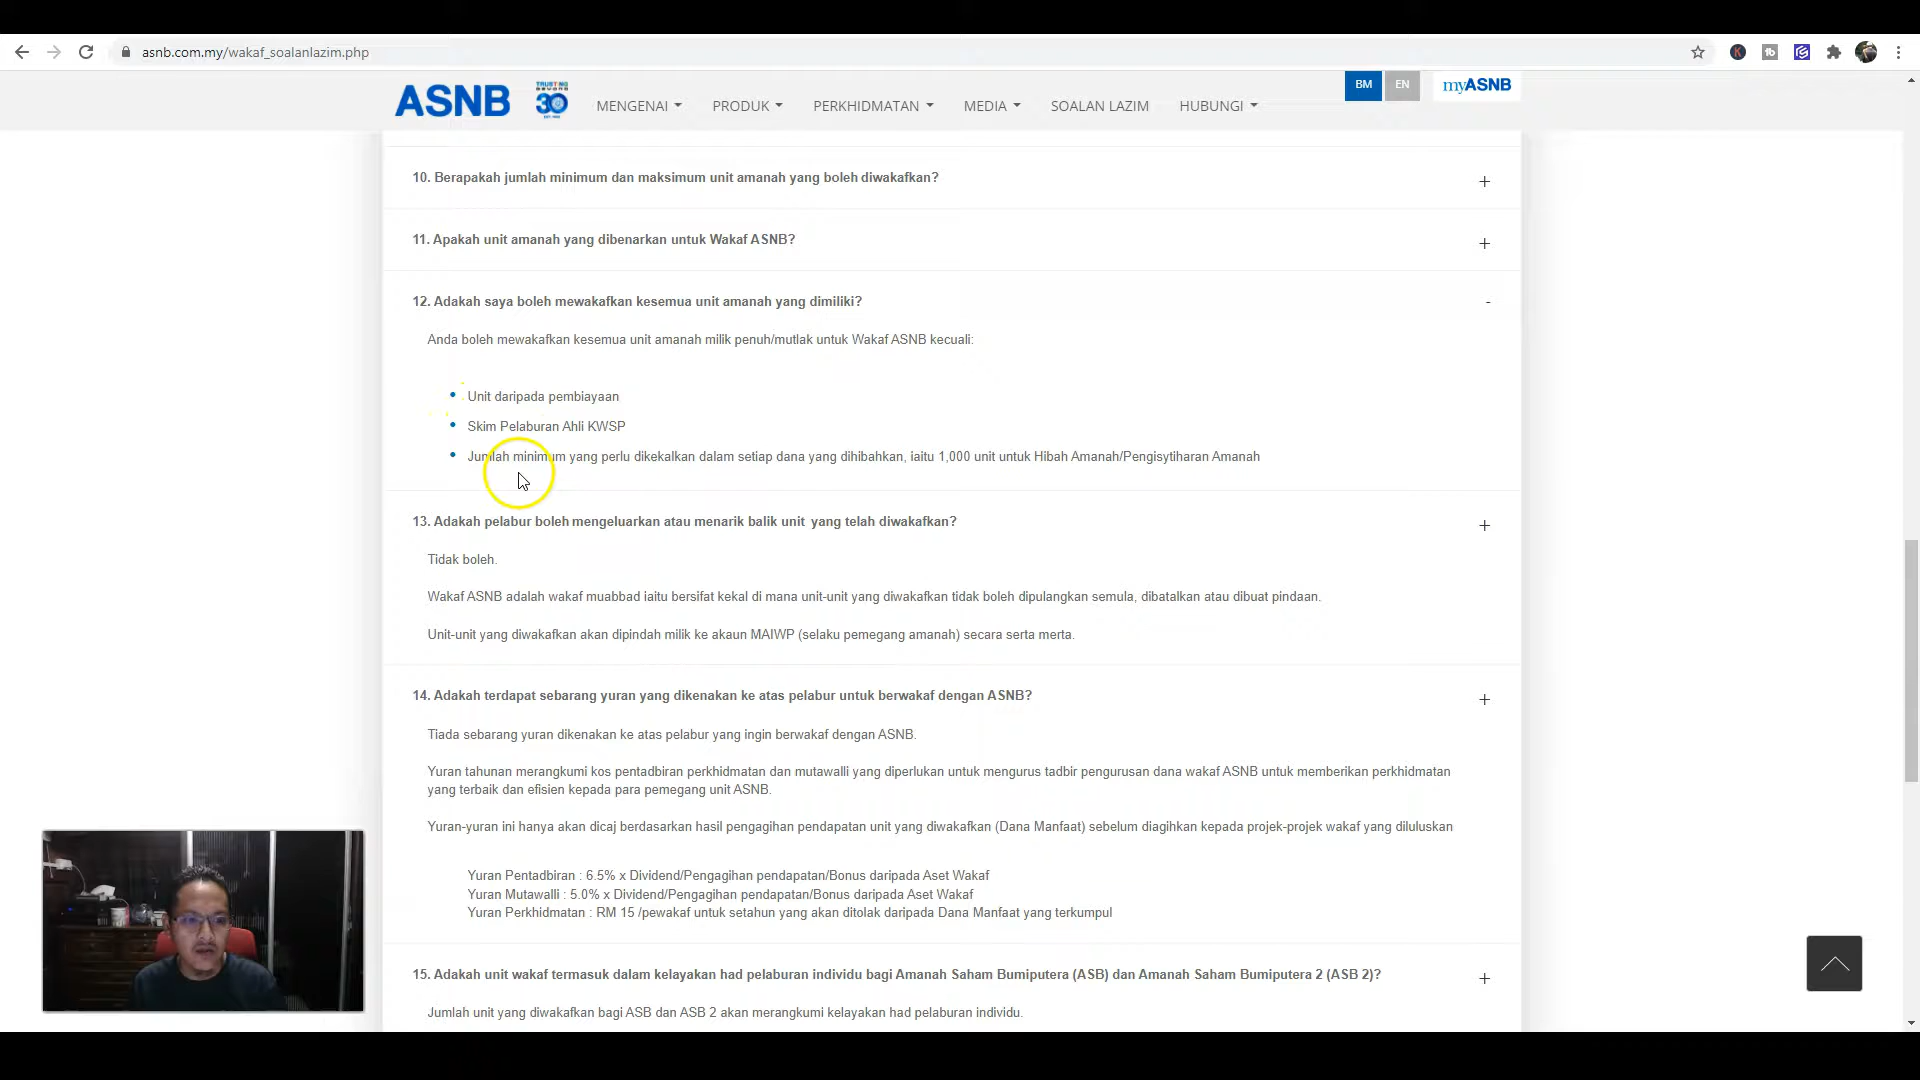 asnb.com.my/wakaf_soalanlazim.php
BM
EN
myASNB
ASNB
TRUSTING
30
MENGENAI
PRODUK
PERKHIDMATAN
MEDIA
SOALAN LAZIM
HUBUNGI
10. Berapakah jumlah minimum dan maksimum unit amanah yang boleh diwakafkan?
+
11. Apakah unit amanah yang dibenarkan untuk Wakaf ASNB?
+
12. Adakah saya boleh mewakafkan kesemua unit amanah yang dimiliki?
-
Anda boleh mewakafkan kesemua unit amanah milik penuh/mutlak untuk Wakaf ASNB kecuali:
• Unit daripada pembiayaan
• Skim Pelaburan Ahli KWSP
• Jumlah minimum yang perlu dikekalkan dalam setiap dana yang dihibahkan, iaitu 1,000 unit untuk Hibah Amanah/Pengisytiharan Amanah
13. Adakah pelabur boleh mengeluarkan atau menarik balik unit yang telah diwakafkan?
+
Tidak boleh.
Wakaf ASNB adalah wakaf muabbad iaitu bersifat kekal di mana unit-unit yang diwakafkan tidak boleh dipulangkan semula, dibatalkan atau dibuat pindaan.
Unit-unit yang diwakafkan akan dipindah milik ke akaun MAIWP (selaku pemegang amanah) secara serta merta.
14. Adakah terdapat sebarang yuran yang dikenakan ke atas pelabur untuk berwakaf dengan ASNB?
+
Tiada sebarang yuran dikenakan ke atas pelabur yang ingin berwakaf dengan ASNB.
Yuran tahunan merangkumi kos pentadbiran perkhidmatan dan mutawalli yang diperlukan untuk mengurus tadbir pengurusan dana wakaf ASNB untuk memberikan perkhidmatan
yang terbaik dan efisien kepada para pemegang unit ASNB.
Yuran-yuran ini hanya akan dicaj berdasarkan hasil pengagihan pendapatan unit yang diwakafkan (Dana Manfaat) sebelum diagihkan kepada projek-projek wakaf yang diluluskan
Yuran Pentadbiran : 6.5% x Dividend/Pengagihan pendapatan/Bonus daripada Aset Wakaf
Yuran Mutawalli : 5.0% x Dividend/Pengagihan pendapatan/Bonus daripada Aset Wakaf
Yuran Perkhidmatan : RM 15 /pewakaf untuk setahun yang akan ditolak daripada Dana Manfaat yang terkumpul
15. Adakah unit wakaf termasuk dalam kelayakan had pelaburan individu bagi Amanah Saham Bumiputera (ASB) dan Amanah Saham Bumiputera 2 (ASB 2)?
+
Jumlah unit yang diwakafkan bagi ASB dan ASB 2 akan merangkumi kelayakan had pelaburan individu.